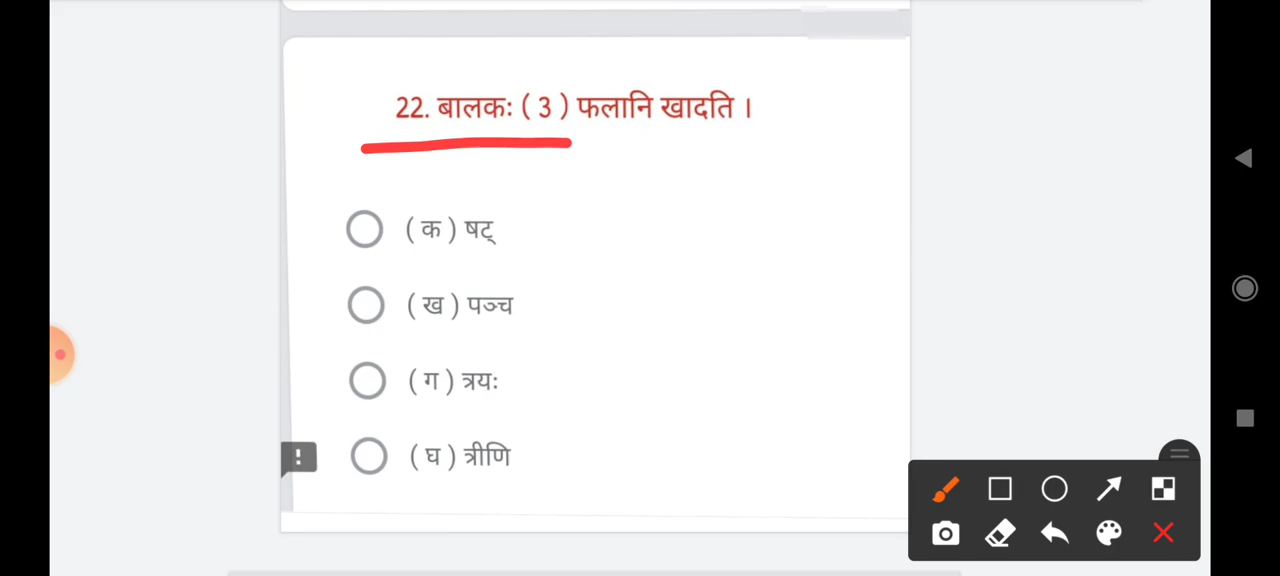 22. बालकः ( 3 ) फलानि खादति ।
( क ) षट्
( ख ) पञ्च
( ग ) त्रयः
( घ ) त्रीणि